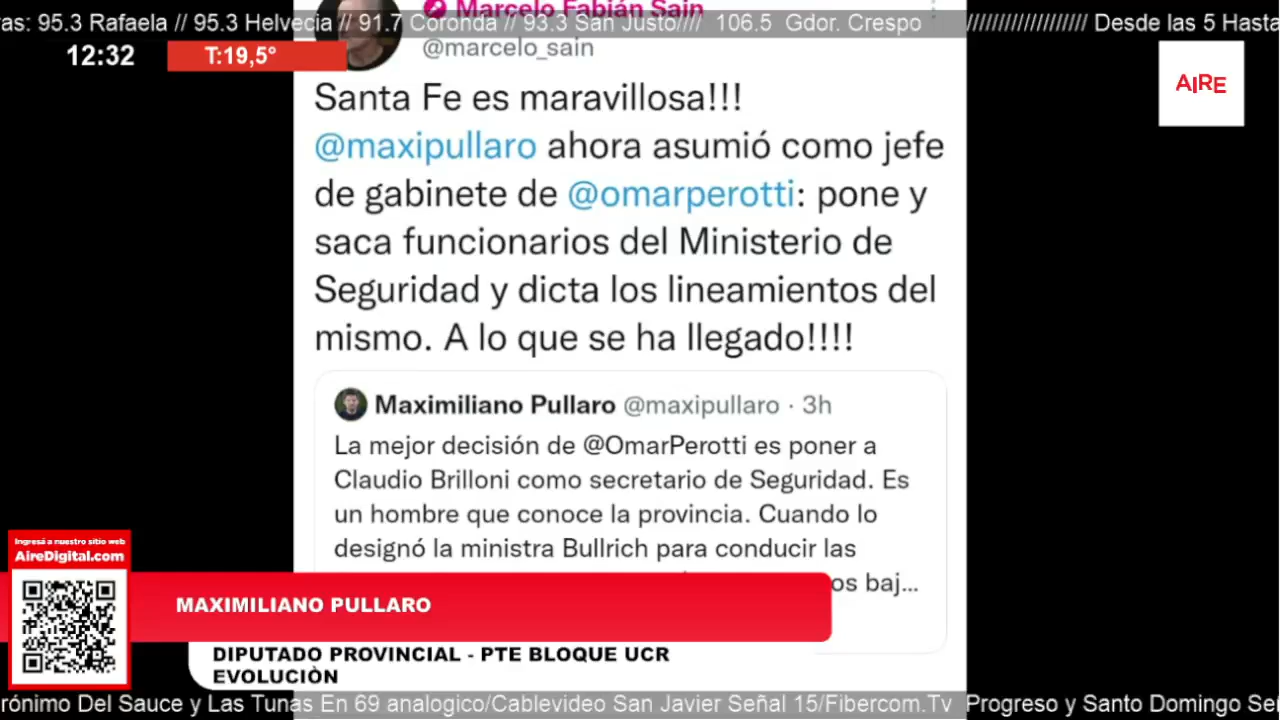 Marcelo Fabián Sain
as: 95.3 Rafaela // 95.3 Helvecia // 91.7 Coronda // 93.3 San Justo//// 106.5 Gdor. Crespo /////////////////// Desde las 5 Hasta
@marcelo_sain
12:32
T:19,5°
AIRE
Santa Fe es maravillosa!!!
@maxipullaro ahora asumió como jefe
de gabinete de @omarperotti: pone y
saca funcionarios del Ministerio de
Seguridad y dicta los lineamientos del
mismo. A lo que se ha llegado!!!!
Maximiliano Pullaro @maxipullaro · 3h
La mejor decisión de @OmarPerotti es poner a
Claudio Brilloni como secretario de Seguridad. Es
un hombre que conoce la provincia. Cuando lo
designó la ministra Bullrich para conducir las
os baj...
Ingresá a nuestro sitio web
AireDigital.com
MAXIMILIANO PULLARO
DIPUTADO PROVINCIAL - PTE BLOQUE UCR
EVOLUCIÒN
rónimo Del Sauce y Las Tunas En 69 analogico/Cablevideo San Javier Señal 15/Fibercom.Tv Progreso y Santo Domingo Se